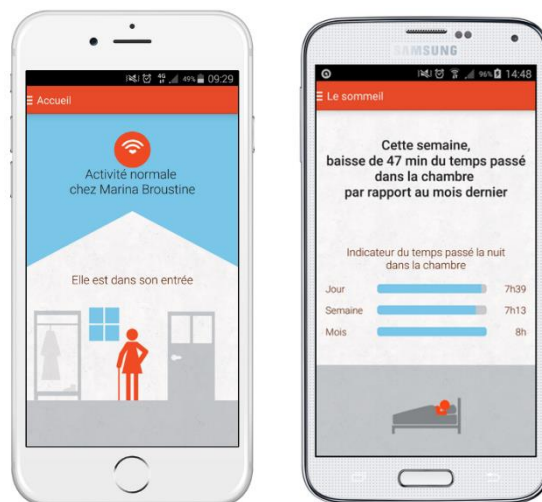 49% 09:29
Accueil
Activité normale
chez Marina Broustine
Elle est dans son entrée
SAMSUNG
96% 14:48
Le sommeil
Cette semaine,
baisse de 47 min du temps passé
dans la chambre
par rapport au mois dernier
Indicateur du temps passé la nuit
dans la chambre
Jour 7h39
Semaine 7h13
Mois 8h